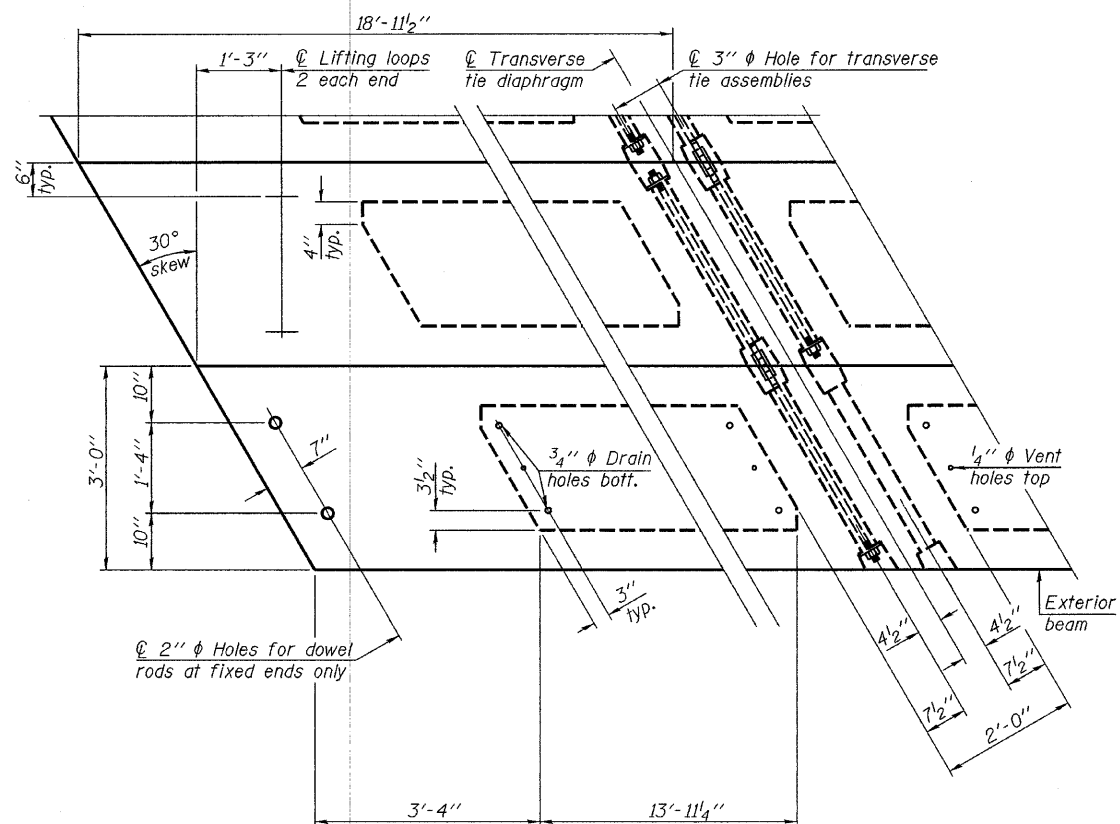 18'-11½"
1'-3"
℄ Lifting loops
2 each end
℄ Transverse
tie diaphragm
℄ 3" ϕ Hole for transverse
tie assemblies
6"
typ.
30°
skew
4"
typ.
3'-0"
10"
1'-4"
10"
7"
3½"
typ.
¾" ϕ Drain
holes bott.
¼" ϕ Vent
holes top
3"
typ.
℄ 2" ϕ Holes for dowel
rods at fixed ends only
Exterior
beam
4½"
4½"
7½"
7½"
2'-0"
3'-4"
13'-11¼"